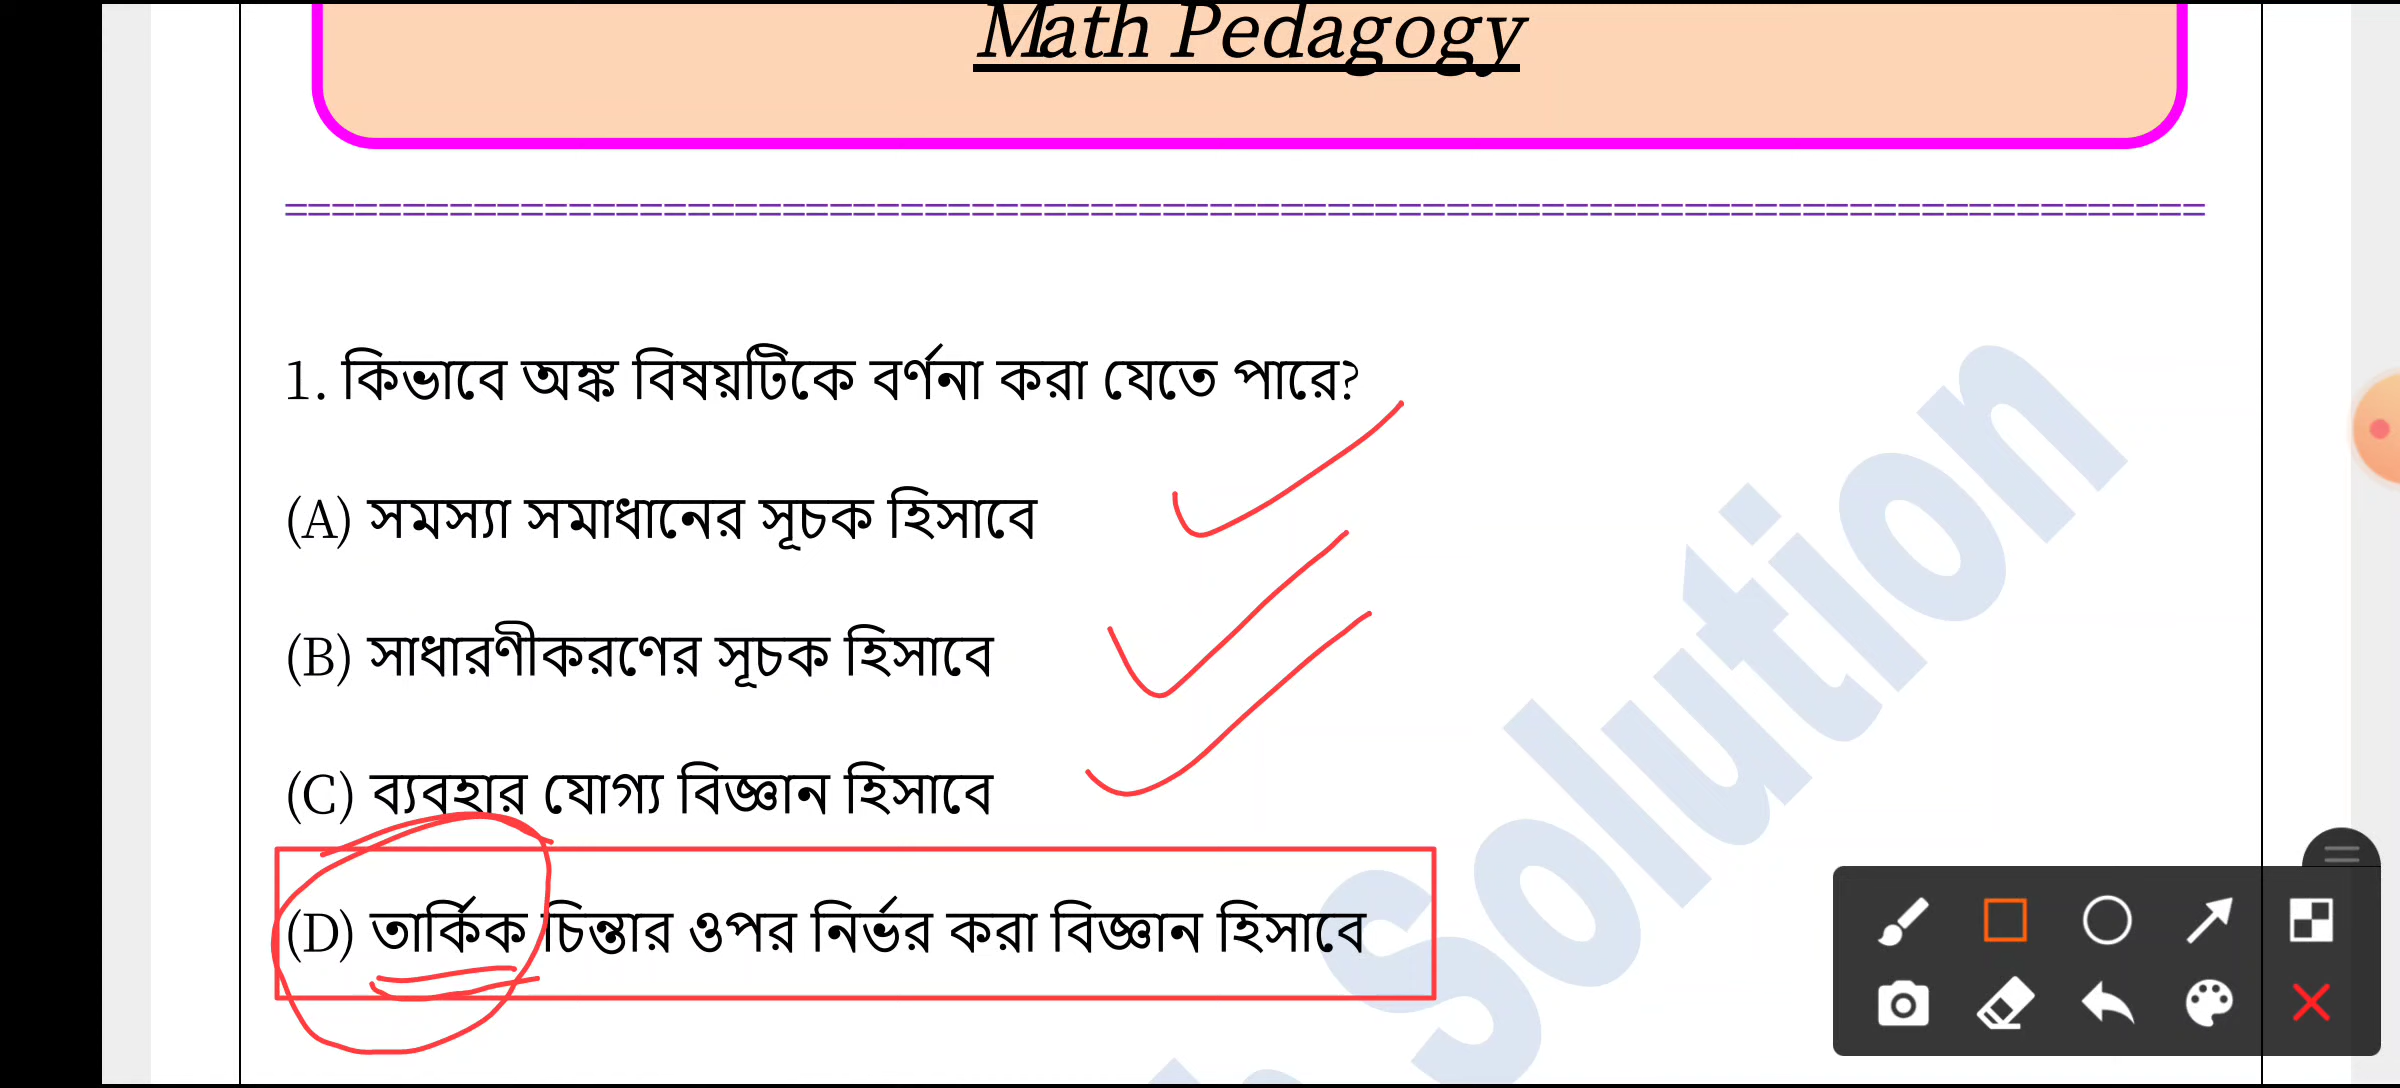 Math Pedagogy
================================================================================
1. কিভাবে অঙ্ক বিষয়টিকে বর্ণনা করা যেতে পারে?
(A) সমস্যা সমাধানের সূচক হিসাবে
(B) সাধারণীকরণের সূচক হিসাবে
(C) ব্যবহার যোগ্য বিজ্ঞান হিসাবে
(D) তার্কিক চিন্তার ওপর নির্ভর করা বিজ্ঞান হিসাবে
Solution